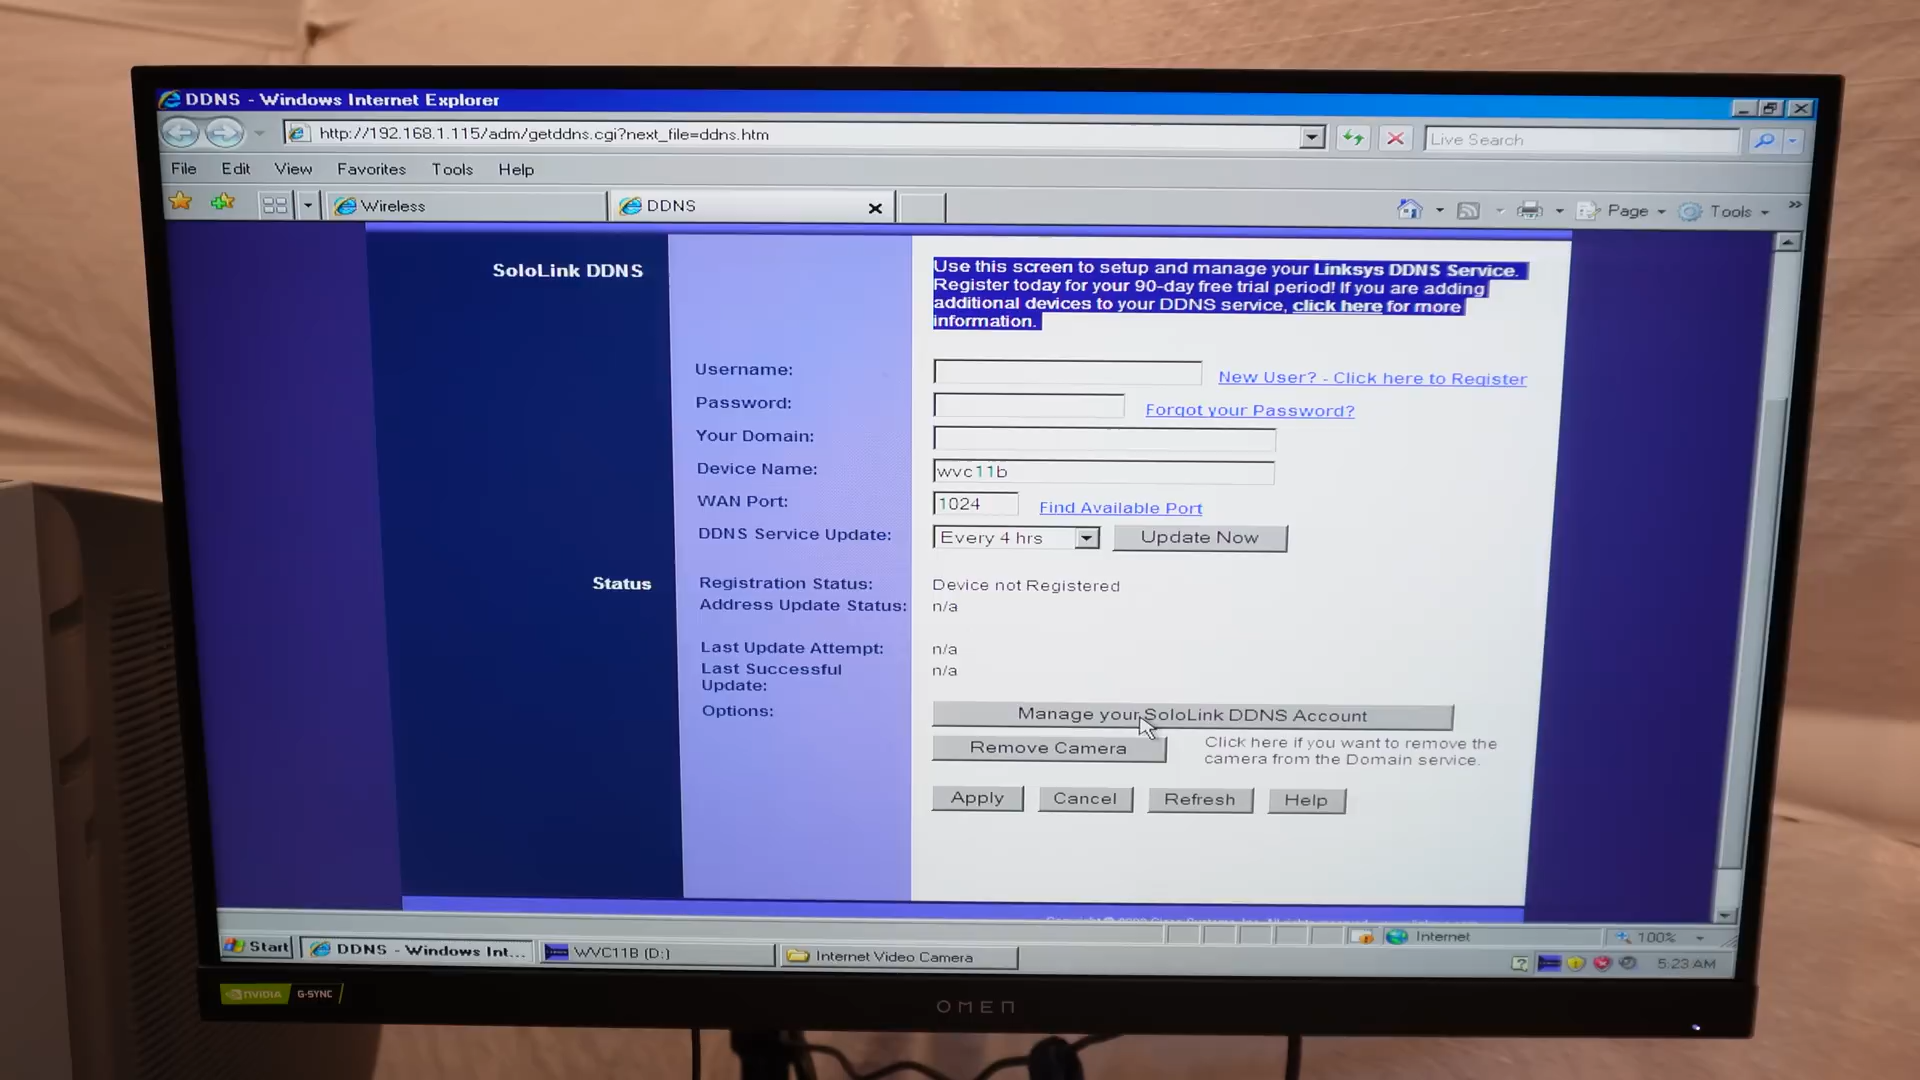 DDNS - Windows Internet Explorer
http://192.168.1.115/adm/getddns.cgi?next_file=ddns.htm
Live Search
File Edit View Favorites Tools Help
Wireless
DDNS
Page
Tools
SoloLink DDNS
Use this screen to setup and manage your Linksys DDNS Service.
Register today for your 90-day free trial period! If you are adding
additional devices to your DDNS service, click here for more
information.
Username:
New User? - Click here to Register
Password:
Forgot your Password?
Your Domain:
Device Name:
wvc11b
WAN Port:
1024
Find Available Port
DDNS Service Update:
Every 4 hrs
Update Now
Status
Registration Status:
Device not Registered
Address Update Status:
n/a
Last Update Attempt:
n/a
Last Successful
Update:
n/a
Options:
Manage your SoloLink DDNS Account
Remove Camera
Click here if you want to remove the
camera from the Domain service.
Apply
Cancel
Refresh
Help
Internet
100%
Start
DDNS - Windows Int...
WVC11B (D:)
Internet Video Camera
5:23 AM
NVIDIA
G-SYNC
OMEN